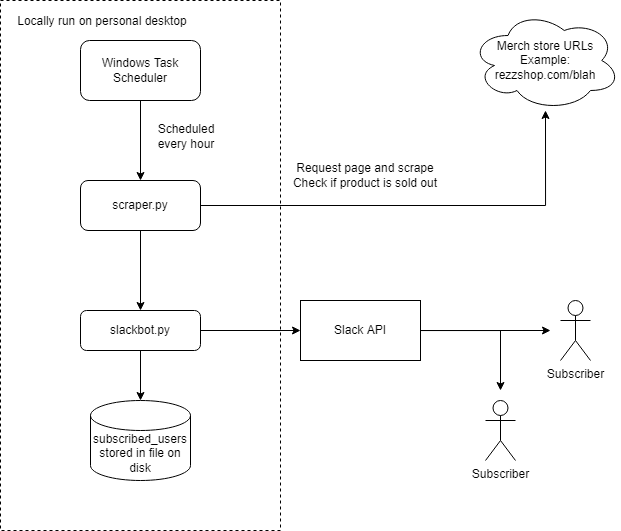 Locally run on personal desktop
Windows Task
Scheduler
Scheduled
every hour
Merch store URLs
Example:
rezzshop.com/blah
Request page and scrape
Check if product is sold out
scraper.py
slackbot.py
Slack API
Subscriber
subscribed_users
stored in file on
disk
Subscriber